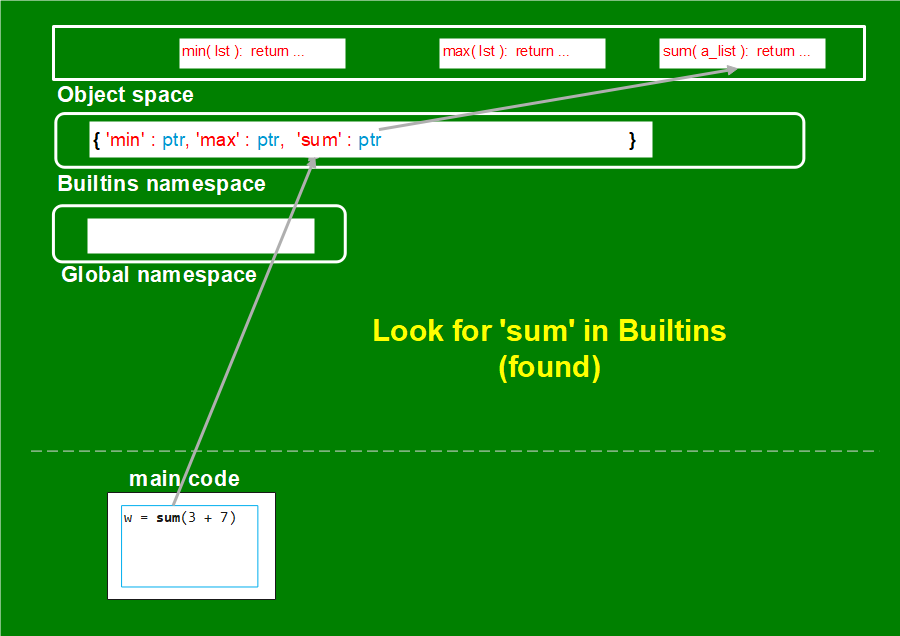 min( lst ): return ... max( lst ): return ... sum( a_list ): return ...
Object space
{ 'min' : ptr, 'max' : ptr, 'sum' : ptr }
Builtins namespace
Global namespace
Look for 'sum' in Builtins
(found)
main code
w = sum(3 + 7)